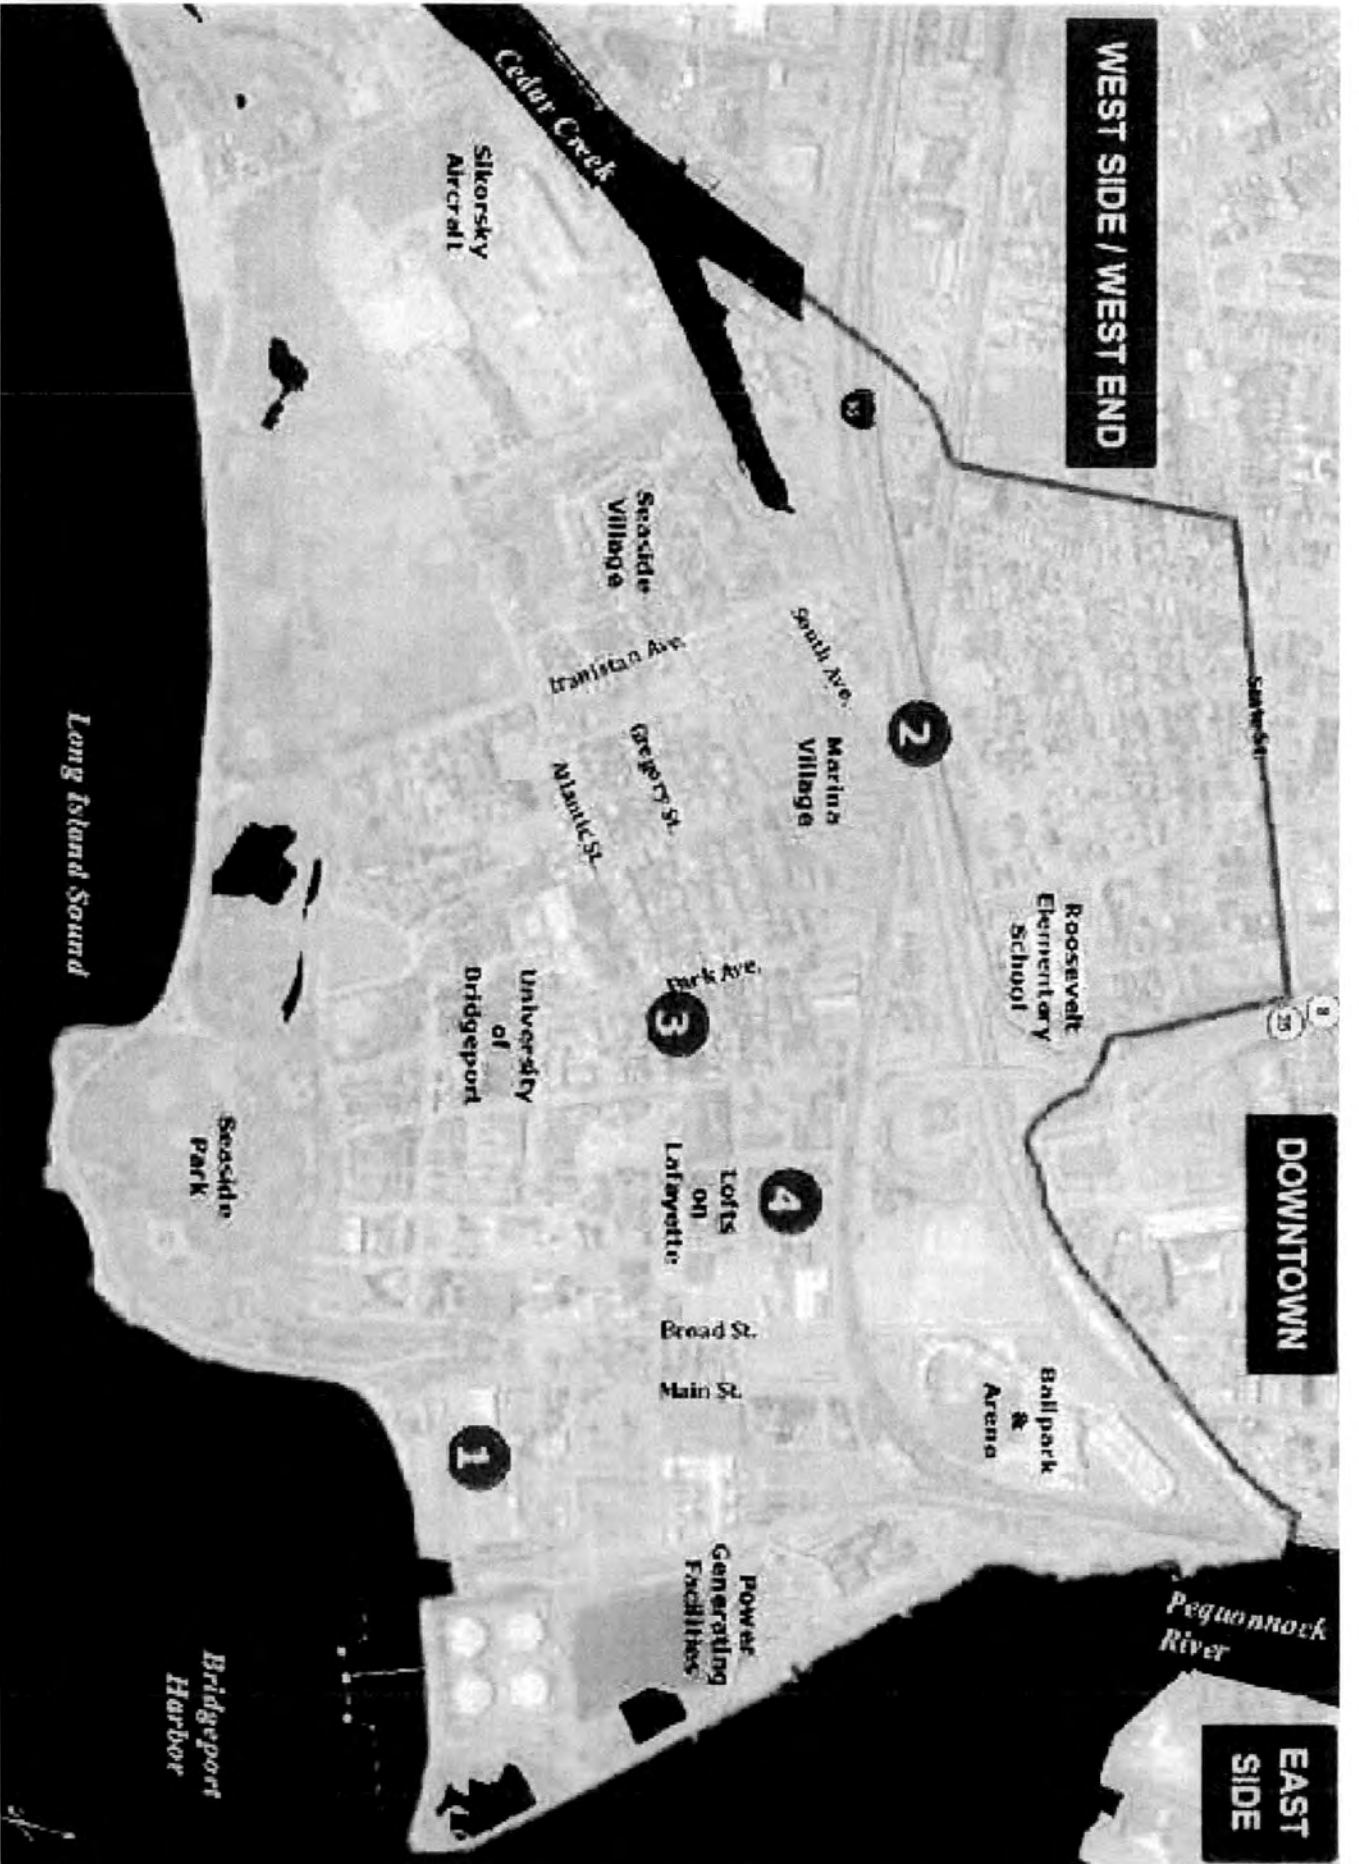 WEST SIDE / WEST END
DOWNTOWN
EAST
SIDE
Cedar Creek
Sikorsky
Aircraft
Seaside
Village
Iranistan Ave.
South Ave.
2
Marina
Village
Gregory St.
Atlantic St.
Roosevelt
Elementary
School
8
25
Park Ave.
3
University
of
Bridgeport
Lofts
on
Lafayette
4
Broad St.
Main St.
1
Ballpark
&
Arena
Power
Generating
Facilities
Pequonnock
River
Seaside
Park
Long Island Sound
Bridgeport
Harbor